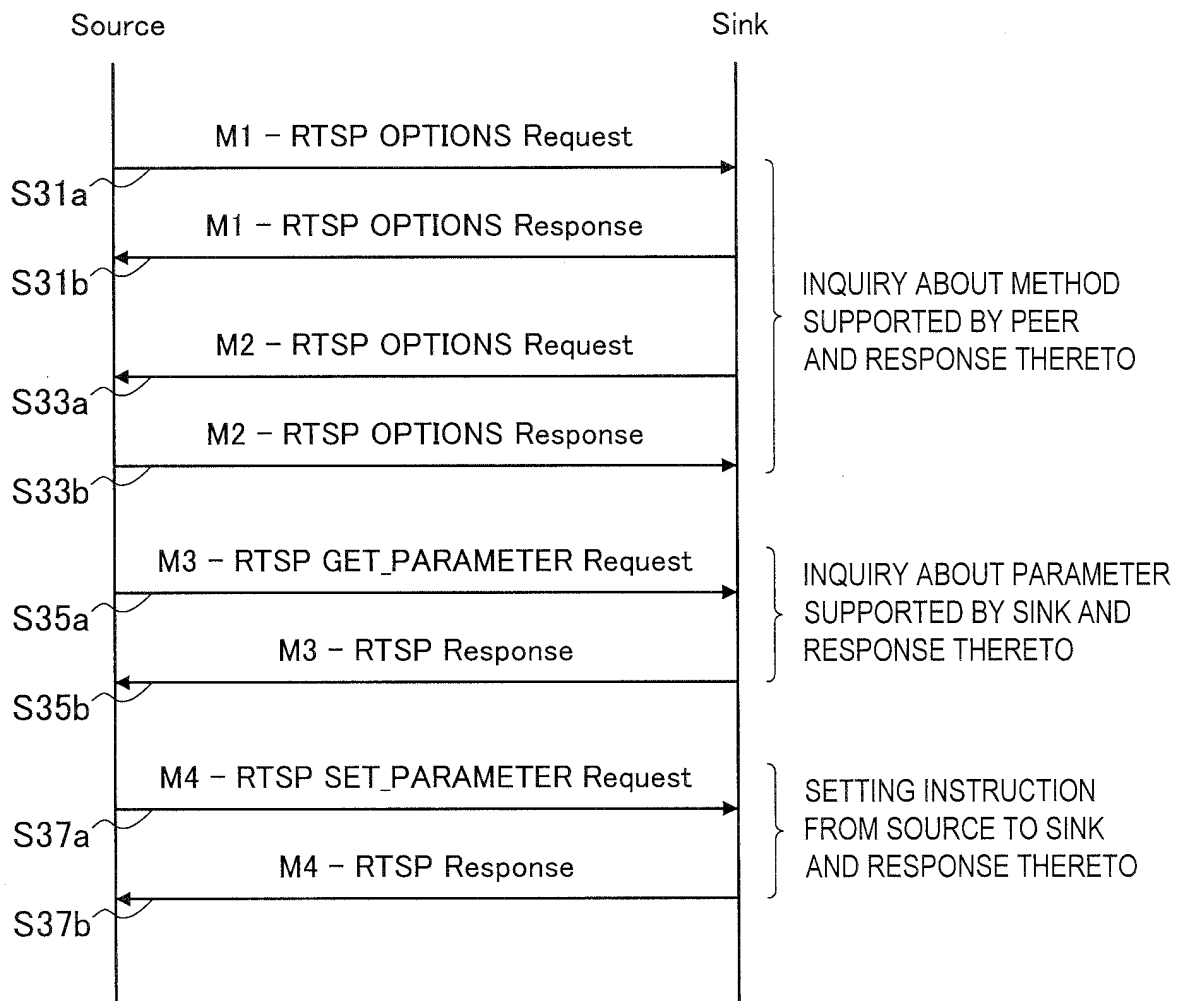 Source
Sink
M1 - RTSP OPTIONS Request
S31a
M1 - RTSP OPTIONS Response
S31b
M2 - RTSP OPTIONS Request
S33a
M2 - RTSP OPTIONS Response
S33b
INQUIRY ABOUT METHOD
SUPPORTED BY PEER
AND RESPONSE THERETO
M3 - RTSP GET_PARAMETER Request
S35a
M3 - RTSP Response
S35b
INQUIRY ABOUT PARAMETER
SUPPORTED BY SINK AND
RESPONSE THERETO
M4 - RTSP SET_PARAMETER Request
S37a
M4 - RTSP Response
S37b
SETTING INSTRUCTION
FROM SOURCE TO SINK
AND RESPONSE THERETO